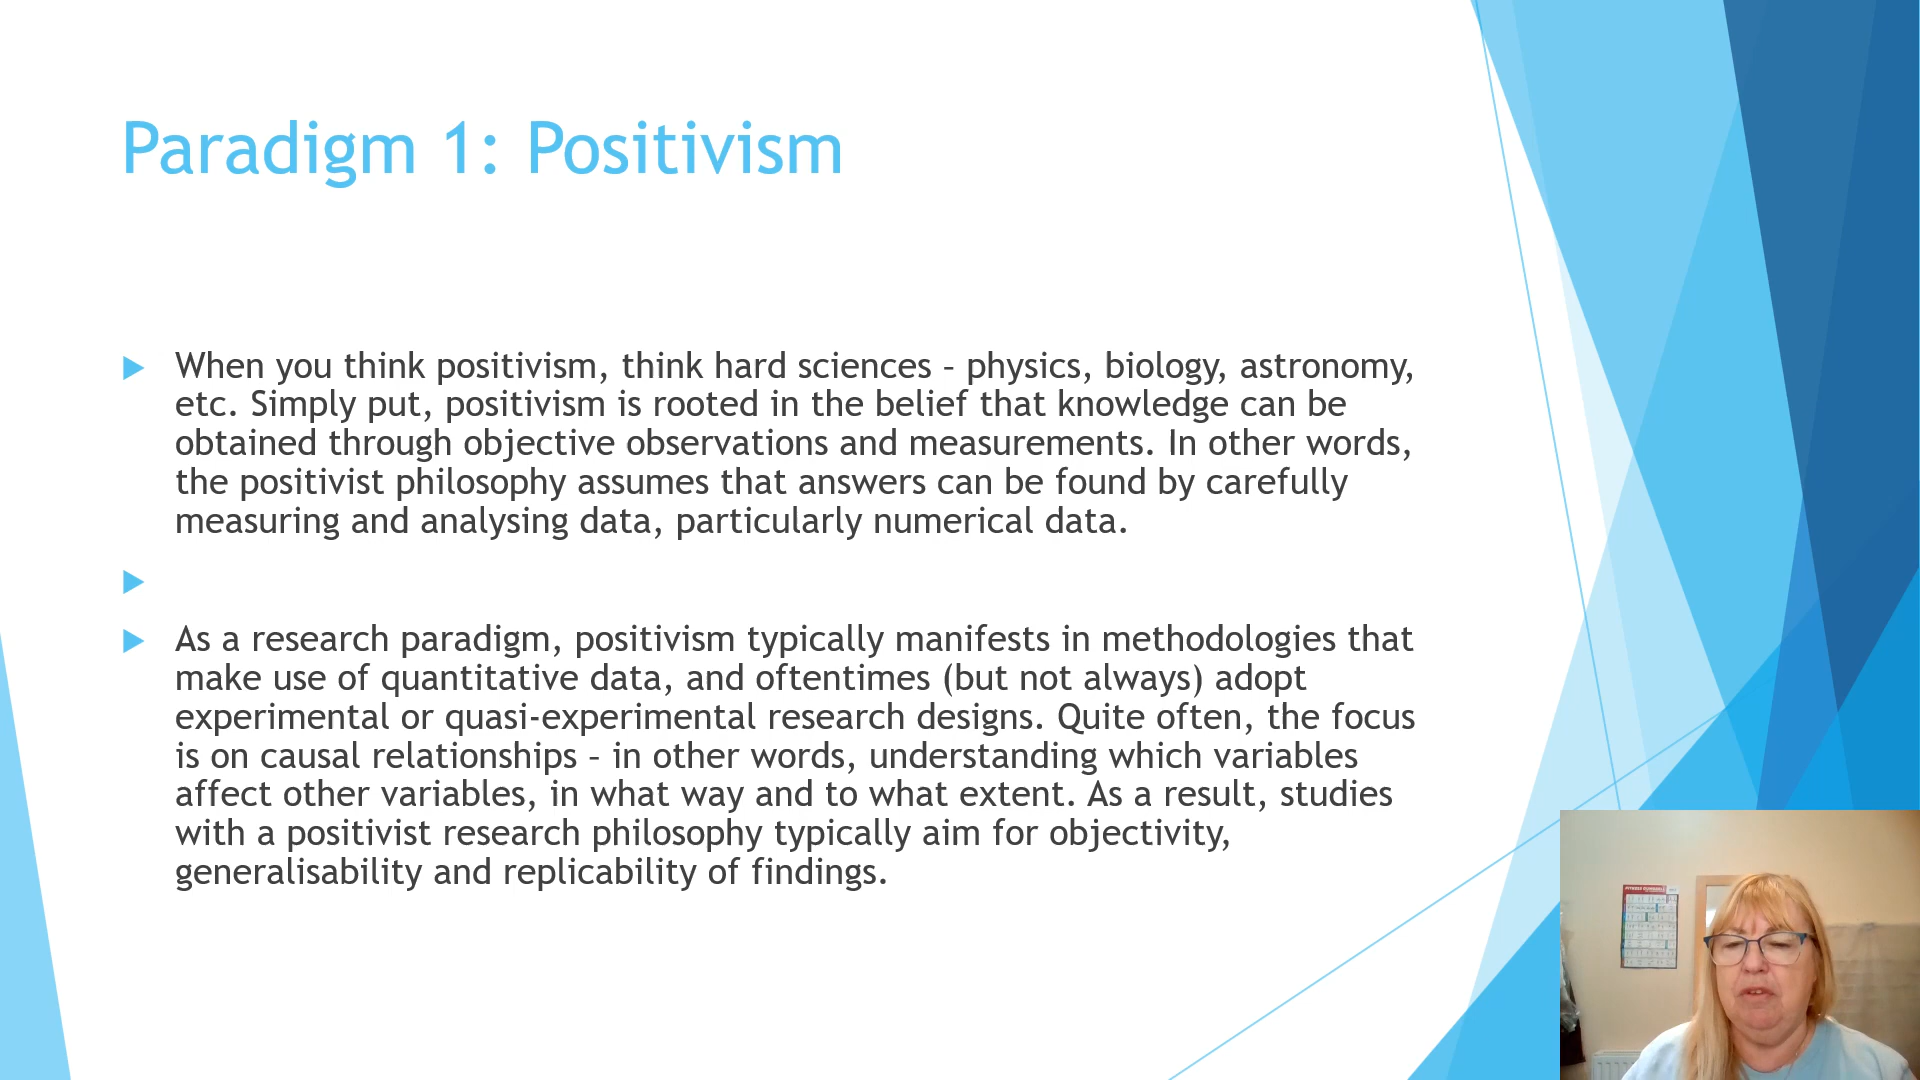 Paradigm 1: Positivism
When you think positivism, think hard sciences – physics, biology, astronomy,
etc. Simply put, positivism is rooted in the belief that knowledge can be
obtained through objective observations and measurements. In other words,
the positivist philosophy assumes that answers can be found by carefully
measuring and analysing data, particularly numerical data.
As a research paradigm, positivism typically manifests in methodologies that
make use of quantitative data, and oftentimes (but not always) adopt
experimental or quasi-experimental research designs. Quite often, the focus
is on causal relationships – in other words, understanding which variables
affect other variables, in what way and to what extent. As a result, studies
with a positivist research philosophy typically aim for objectivity,
generalisability and replicability of findings.